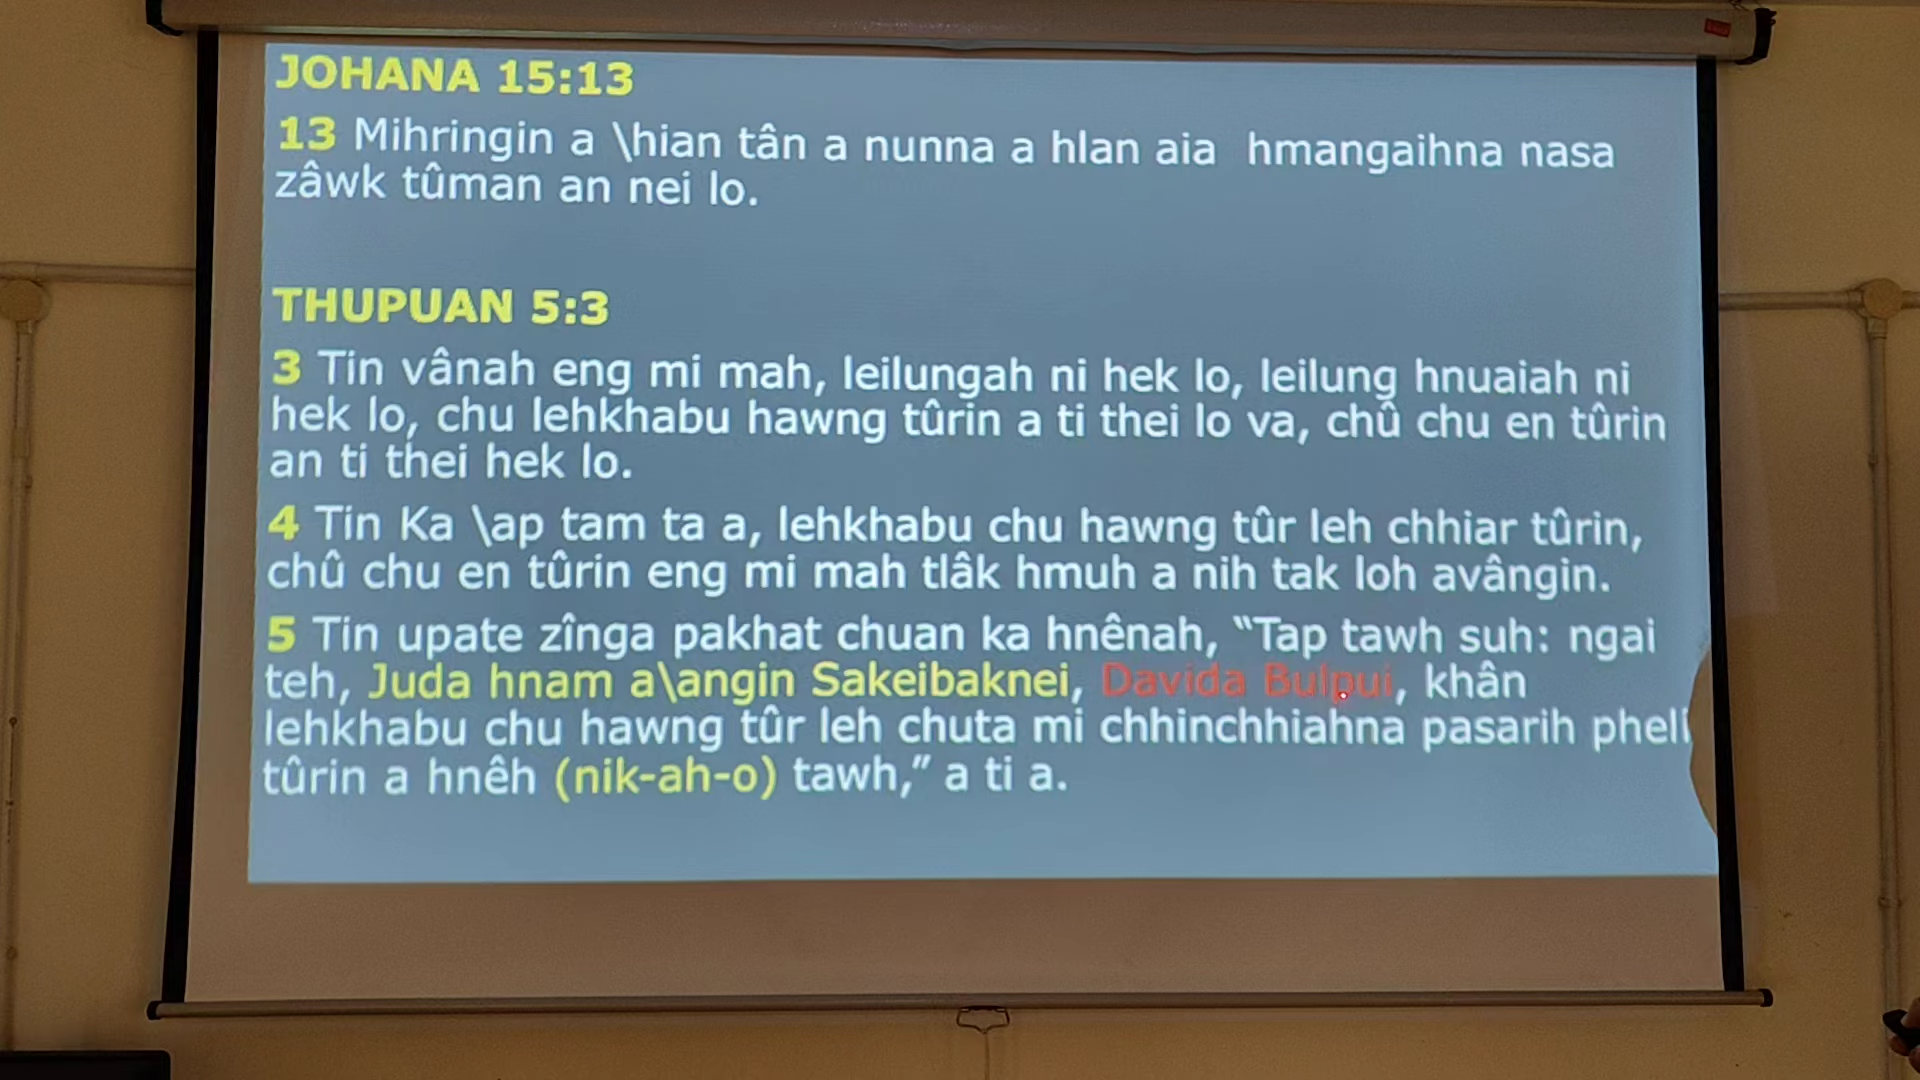 JOHANA 15:13
13 Mihringin a \hian tân a nunna a hlan aia hmangaihna nasa
zâwk tûman an nei lo.
THUPUAN 5:3
3 Tin vânah eng mi mah, leilungah ni hek lo, leilung hnuaiah ni
hek lo, chu lehkhabu hawng tûrin a ti thei lo va, chû chu en tûrin
an ti thei hek lo.
4 Tin Ka \ap tam ta a, lehkhabu chu hawng tûr leh chhiar tûrin,
chû chu en tûrin eng mi mah tlâk hmuh a nih tak loh avângin.
5 Tin upate zînga pakhat chuan ka hnênah, “Tap tawh suh: ngai
teh, Juda hnam a\angin Sakeibaknei, Davida Bulpui, khân
lehkhabu chu hawng tûr leh chuta mi chhinchhiahna pasarih phelh
tûrin a hnêh (nik-ah-o) tawh,” a ti a.